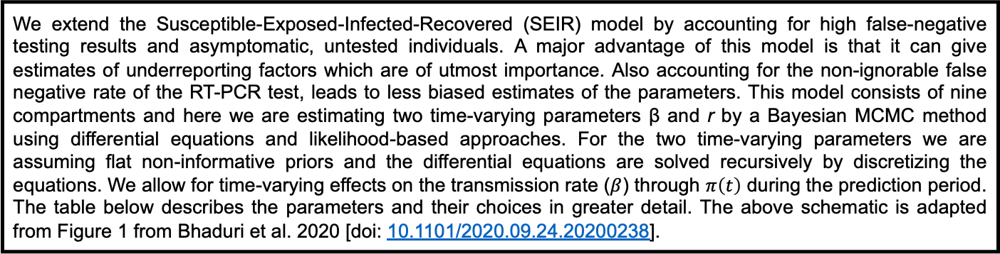 We extend the Susceptible-Exposed-Infected-Recovered (SEIR) model by accounting for high false-negative
testing results and asymptomatic, untested individuals. A major advantage of this model is that it can give
estimates of underreporting factors which are of utmost importance. Also accounting for the non-ignorable false
negative rate of the RT-PCR test, leads to less biased estimates of the parameters. This model consists of nine
compartments and here we are estimating two time-varying parameters β and r by a Bayesian MCMC method
using differential equations and likelihood-based approaches. For the two time-varying parameters we are
assuming flat non-informative priors and the differential equations are solved recursively by discretizing the
equations. We allow for time-varying effects on the transmission rate (β) through π(t) during the prediction period.
The table below describes the parameters and their choices in greater detail. The above schematic is adapted
from Figure 1 from Bhaduri et al. 2020 [doi: 10.1101/2020.09.24.20200238].